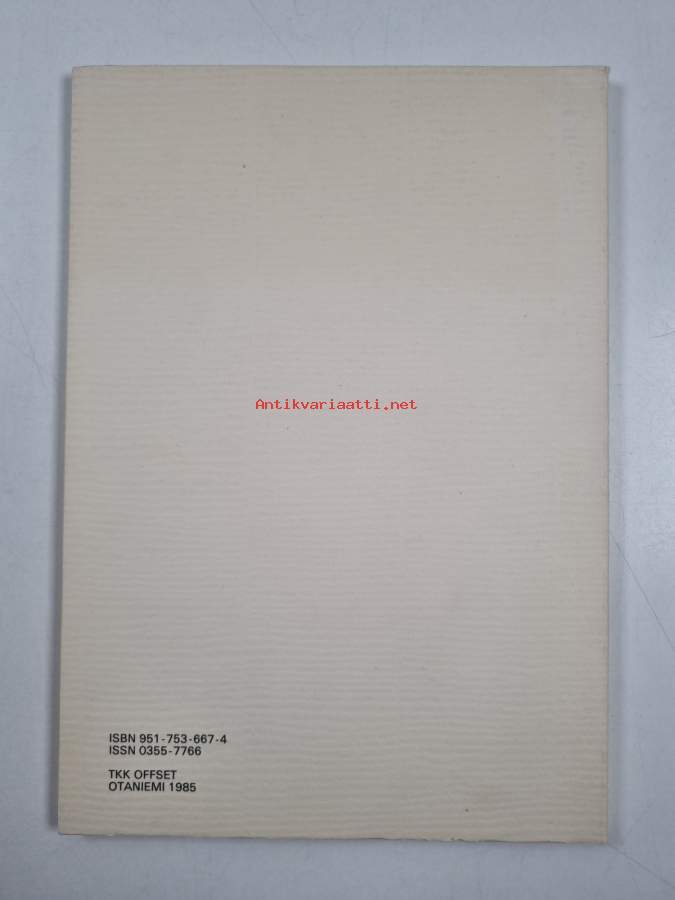 Antikvariaatti.net
ISBN 951-753-667-4
ISSN 0355-7766
TKK OFFSET
OTANIEMI 1985